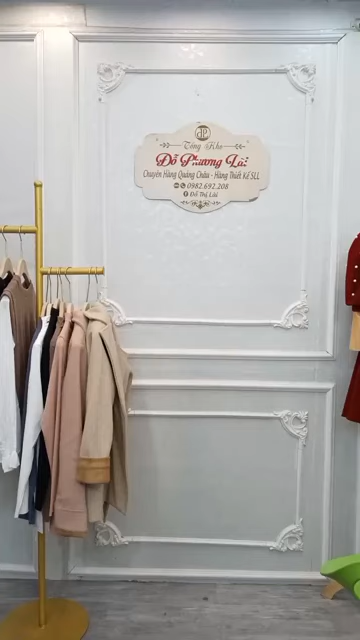 Tổng Kho
Đỗ Phương Lài
Chuyên Hàng Quảng Châu - Hàng Thiết Kế SLL
0982.692.208
Đỗ Thị Lài